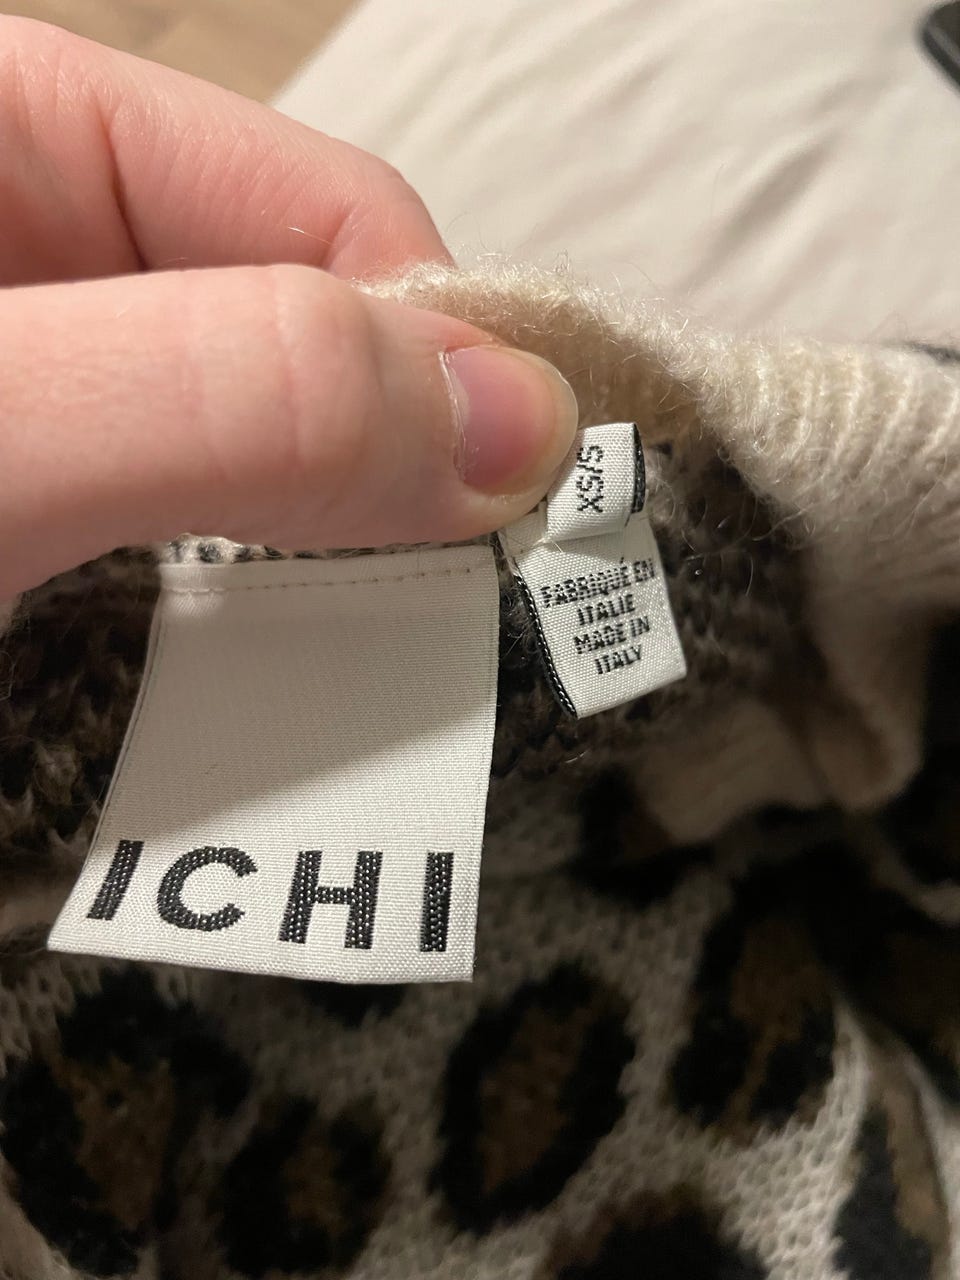 XS/S
FABRIQUÉ EN
ITALIE
MADE IN
ITALY
ICHI